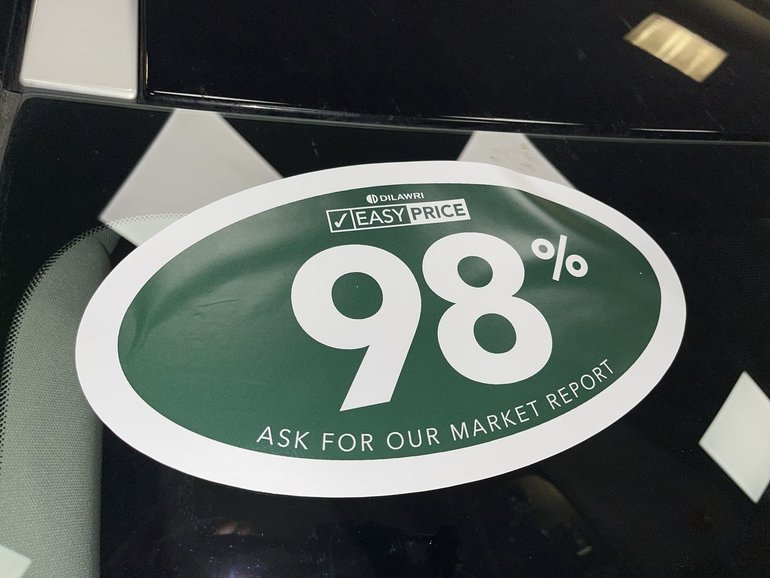 DILAWRI
✓ EASY PRICE
98%
ASK FOR OUR MARKET REPORT